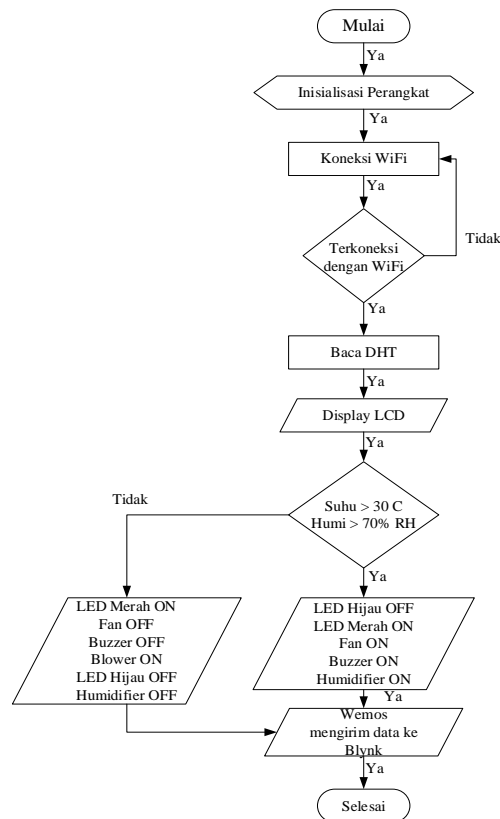 Mulai
Ya
Inisialisasi Perangkat
Ya
Koneksi WiFi
Ya
Terkoneksi
dengan WiFi
Tidak
Ya
Baca DHT
Ya
Display LCD
Ya
Suhu > 30 C
Humi > 70% RH
Tidak
Ya
LED Merah ON
Fan OFF
Buzzer OFF
Blower ON
LED Hijau OFF
Humidifier OFF
LED Hijau OFF
LED Merah ON
Fan ON
Buzzer ON
Humidifier ON
Ya
Wemos
mengirim data ke
Blynk
Ya
Selesai